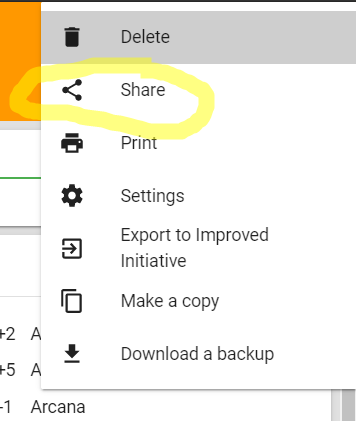 Delete
Share
Print
Settings
Export to Improved
Initiative
Make a copy
Download a backup
+2 A
+5 A
-1 Arcana